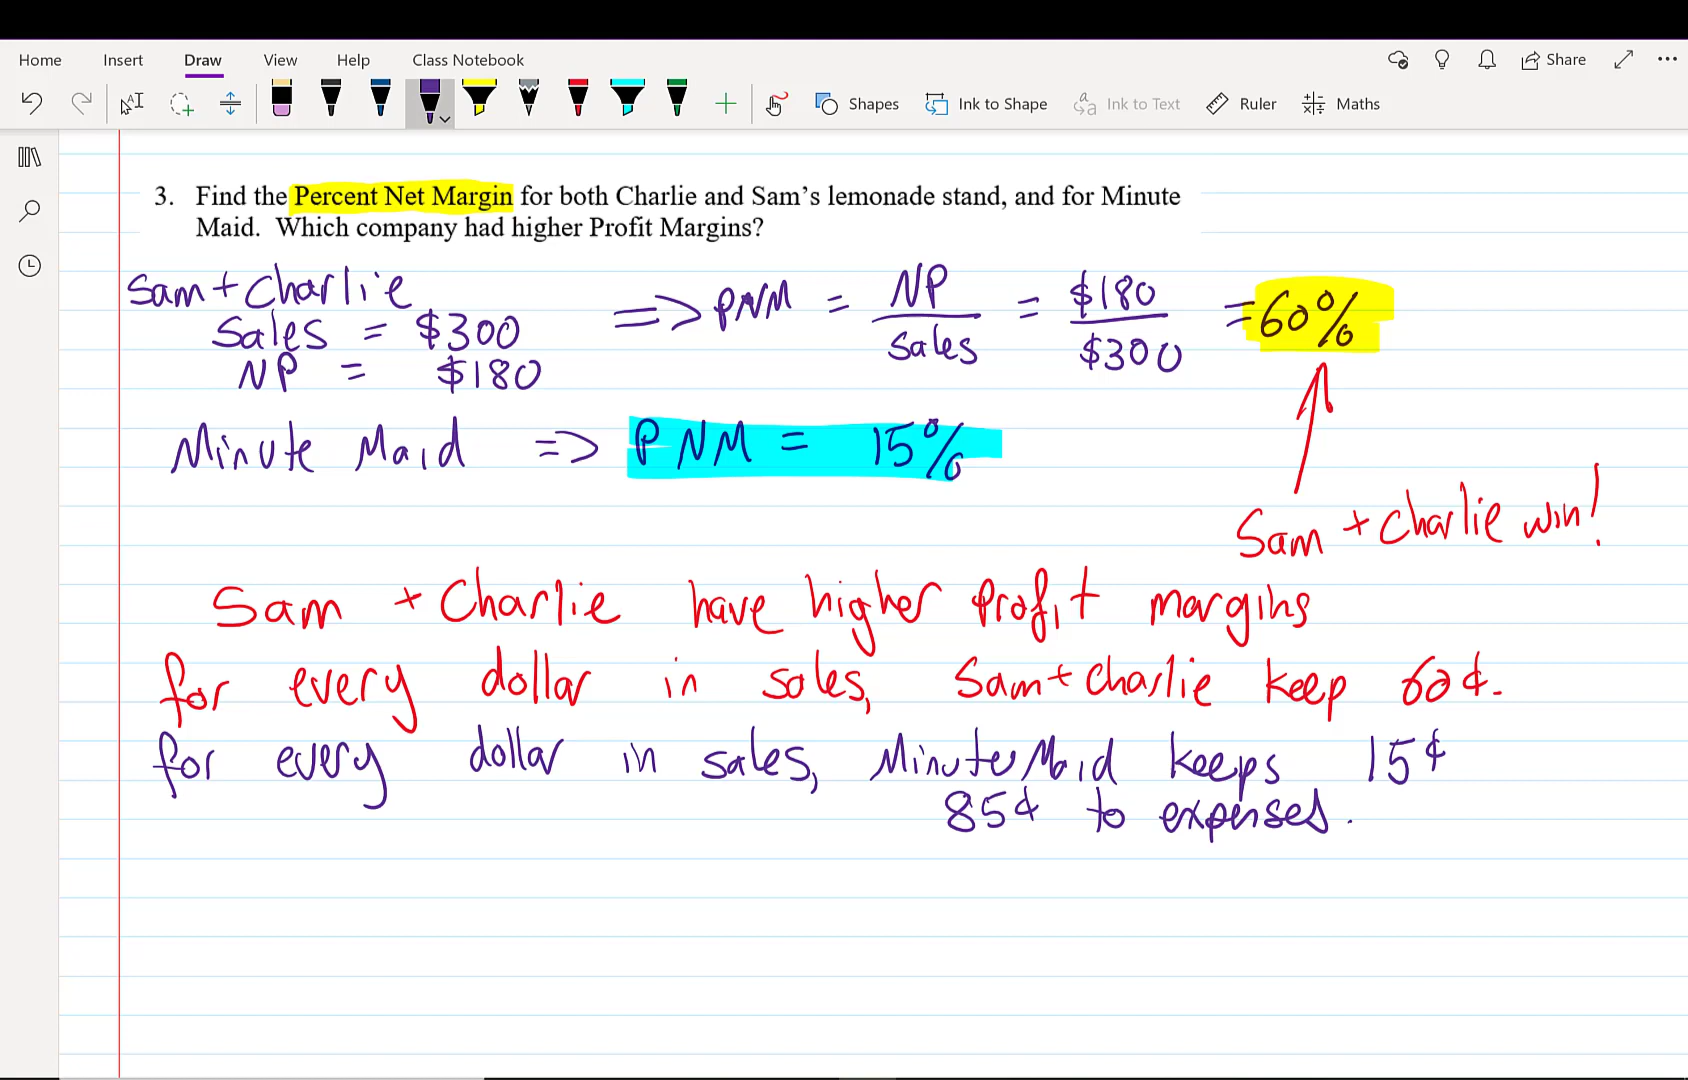 Home Insert Draw View Help Class Notebook Share
Shapes Ink to Shape Ink to Text Ruler Maths
3. Find the Percent Net Margin for both Charlie and Sam's lemonade stand, and for Minute
Maid. Which company had higher Profit Margins?
Sam + Charlie
Sales = $300
NP = $180
=> PNM = NP / Sales = $180 / $300 = 60%
Minute Maid => PNM = 15%
Sam + Charlie win!
Sam + Charlie have higher profit margins
for every dollar in sales, Sam + Charlie keep 60¢.
for every dollar in sales, Minute Maid keeps 15¢
85¢ to expenses.